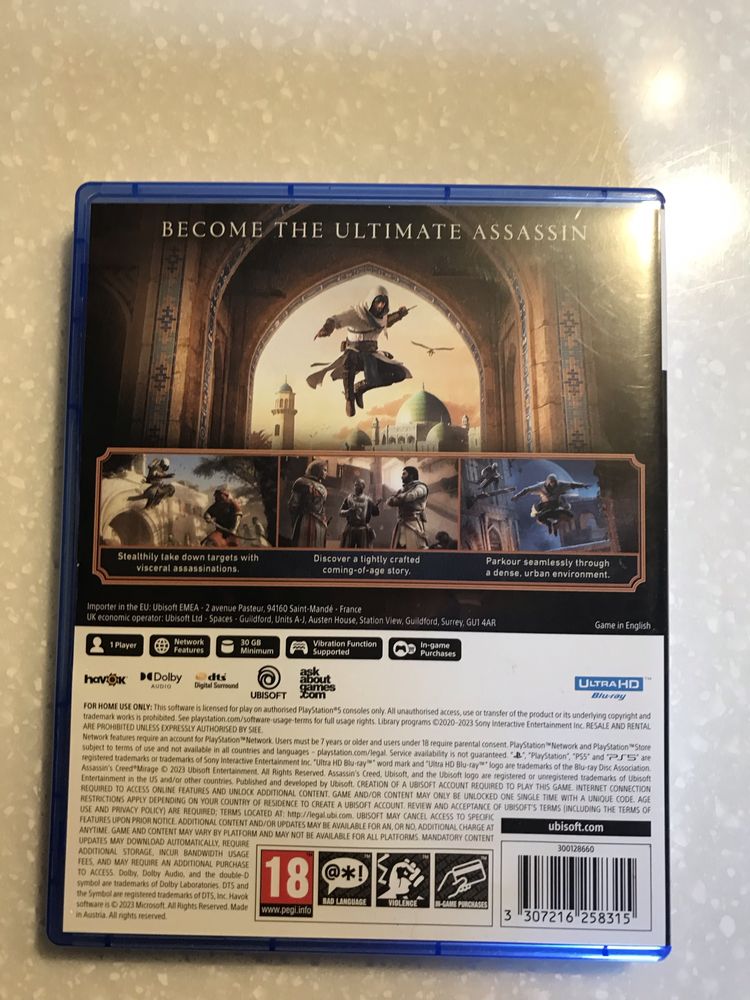 BECOME THE ULTIMATE ASSASSIN
Stealthily take down targets with
visceral assassinations.
Discover a tightly crafted
coming-of-age story.
Parkour seamlessly through
a dense, urban environment.
Importer in the EU: Ubisoft EMEA - 2 avenue Pasteur, 94160 Saint-Mandé - France
UK economic operator: Ubisoft Ltd - Spaces - Guildford, Units A-J, Austen House, Station View, Guildford, Surrey, GU1 4AR
Game in English
1 Player
Network
Features
30 GB
Minimum
Vibration Function
Supported
In-game
Purchases
havok
Dolby
AUDIO
dts
Digital Surround
UBISOFT
ask
about
games
.com
ULTRA HD
Blu-ray
FOR HOME USE ONLY: This software is licensed for play on authorised PlayStation®5 consoles only. All unauthorised access, use or transfer of the product or its underlying copyright and
trademark works is prohibited. See playstation.com/software-usage-terms for full usage rights. Library programs ©2020-2023 Sony Interactive Entertainment Inc. RESALE AND RENTAL
ARE PROHIBITED UNLESS EXPRESSLY AUTHORISED BY SIEE.
Network features require an account for PlayStation™Network. Users must be 7 years or older and users under 18 require parental consent. PlayStation™Network and PlayStation™Store
subject to terms of use and not available in all countries and languages - playstation.com/legal. Service availability is not guaranteed. "", "PlayStation", "PS5" and "PS5" are
registered trademarks or trademarks of Sony Interactive Entertainment Inc. "Ultra HD Blu-ray™" word mark and "Ultra HD Blu-ray™" logo are trademarks of the Blu-ray Disc Association.
Assassin's Creed®Mirage © 2023 Ubisoft Entertainment. All Rights Reserved. Assassin's Creed, Ubisoft, and the Ubisoft logo are registered or unregistered trademarks of Ubisoft
Entertainment in the US and/or other countries. Published and developed by Ubisoft. CREATION OF A UBISOFT ACCOUNT REQUIRED TO PLAY THIS GAME. INTERNET CONNECTION
REQUIRED TO ACCESS ONLINE FEATURES AND UNLOCK ADDITIONAL CONTENT. GAME AND/OR CONTENT MAY ONLY BE UNLOCKED ONE SINGLE TIME WITH A UNIQUE CODE. AGE
RESTRICTIONS APPLY DEPENDING ON YOUR COUNTRY OF RESIDENCE TO CREATE A UBISOFT ACCOUNT. REVIEW AND ACCEPTANCE OF UBISOFT'S TERMS (INCLUDING THE TERMS OF
USE AND PRIVACY POLICY) ARE REQUIRED; TERMS LOCATED AT: http://legal.ubi.com. UBISOFT MAY CANCEL ACCESS TO SPECIFIC
FEATURES UPON PRIOR NOTICE. ADDITIONAL CONTENT AND/OR UPDATES MAY BE AVAILABLE FOR AN, OR NO, ADDITIONAL CHARGE AT
ANYTIME. GAME AND CONTENT MAY VARY BY PLATFORM AND MAY NOT BE AVAILABLE FOR ALL PLATFORMS. MANDATORY CONTENT
UPDATES MAY DOWNLOAD AUTOMATICALLY, REQUIRE
ADDITIONAL STORAGE, INCUR BANDWIDTH USAGE
FEES, AND MAY REQUIRE AN ADDITIONAL PURCHASE
TO ACCESS. Dolby, Dolby Audio, and the double-D
symbol are trademarks of Dolby Laboratories. DTS and
the Symbol are registered trademarks of DTS, Inc. Havok
software is © 2023 Microsoft. All Rights Reserved. Made
in Austria. All rights reserved.
18
www.pegi.info
@*!
BAD LANGUAGE
VIOLENCE
IN-GAME PURCHASES
ubisoft.com
300128660
3 307216 258315